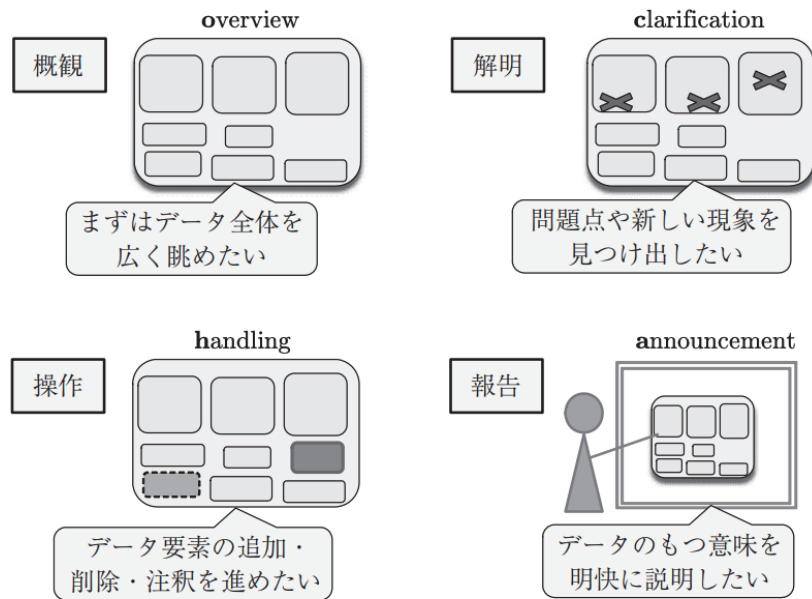 overview
概観
まずはデータ全体を
広く眺めたい
clarification
解明
問題点や新しい現象を
見つけ出したい
handling
操作
データ要素の追加・
削除・注釈を進めたい
announcement
報告
データのもつ意味を
明快に説明したい